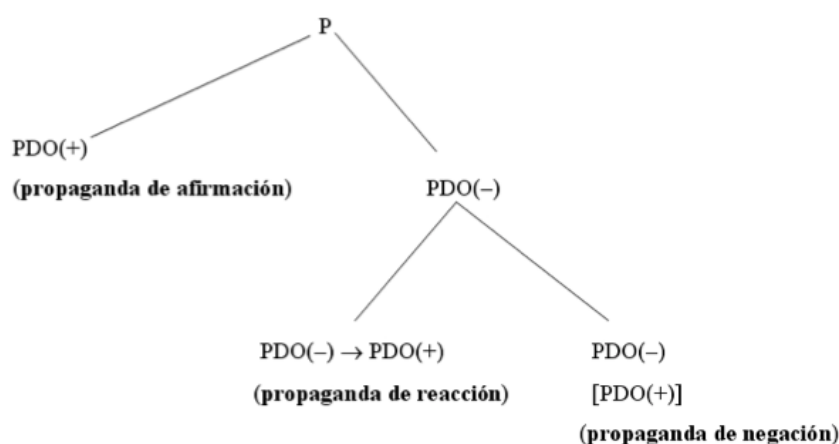 P
PDO(+)
(propaganda de afirmación)
PDO(–)
PDO(–) → PDO(+)
(propaganda de reacción)
PDO(–)
[PDO(+)]
(propaganda de negación)